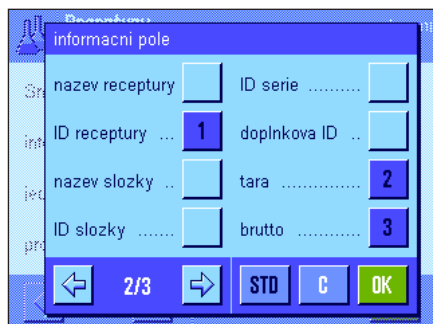 Receptury
informacni pole
nazev receptury
ID serie ..........
ID receptury ... 1
doplnkova ID ..
nazev slozky ..
tara .............. 2
ID slozky .......
brutto ........... 3
2/3
STD
C
OK